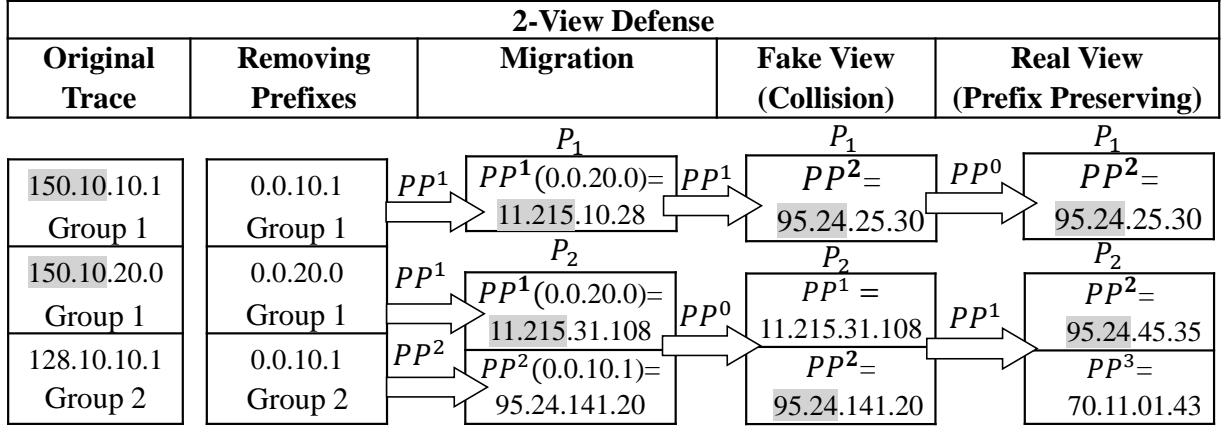 2-View Defense
Original Trace
Removing Prefixes
Migration
Fake View (Collision)
Real View (Prefix Preserving)
150.10.10.1
Group 1
150.10.20.0
Group 1
128.10.10.1
Group 2
0.0.10.1
Group 1
0.0.20.0
Group 1
0.0.10.1
Group 2
PP¹
PP¹
PP²
P₁
PP¹(0.0.20.0)=
11.215.10.28
P₂
PP¹(0.0.20.0)=
11.215.31.108
PP²(0.0.10.1)=
95.24.141.20
PP¹
PP⁰
P₁
PP²=
95.24.25.30
P₂
PP¹ =
11.215.31.108
PP²=
95.24.141.20
PP⁰
PP¹
P₁
PP²=
95.24.25.30
P₂
PP²=
95.24.45.35
PP³=
70.11.01.43